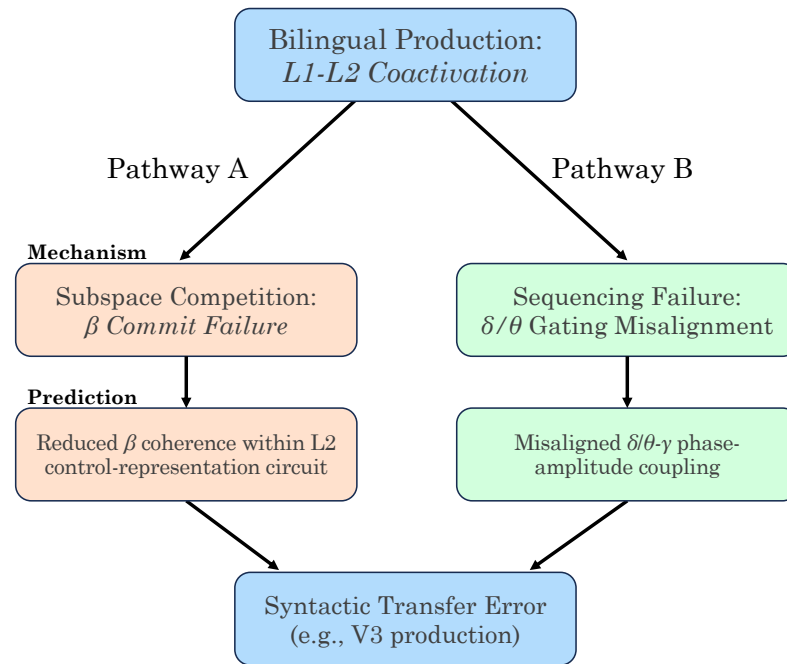 Bilingual Production:
L1-L2 Coactivation
Pathway A
Pathway B
Mechanism
Subspace Competition:
β Commit Failure
Sequencing Failure:
δ/θ Gating Misalignment
Prediction
Reduced β coherence within L2
control-representation circuit
Misaligned δ/θ-γ phase-
amplitude coupling
Syntactic Transfer Error
(e.g., V3 production)